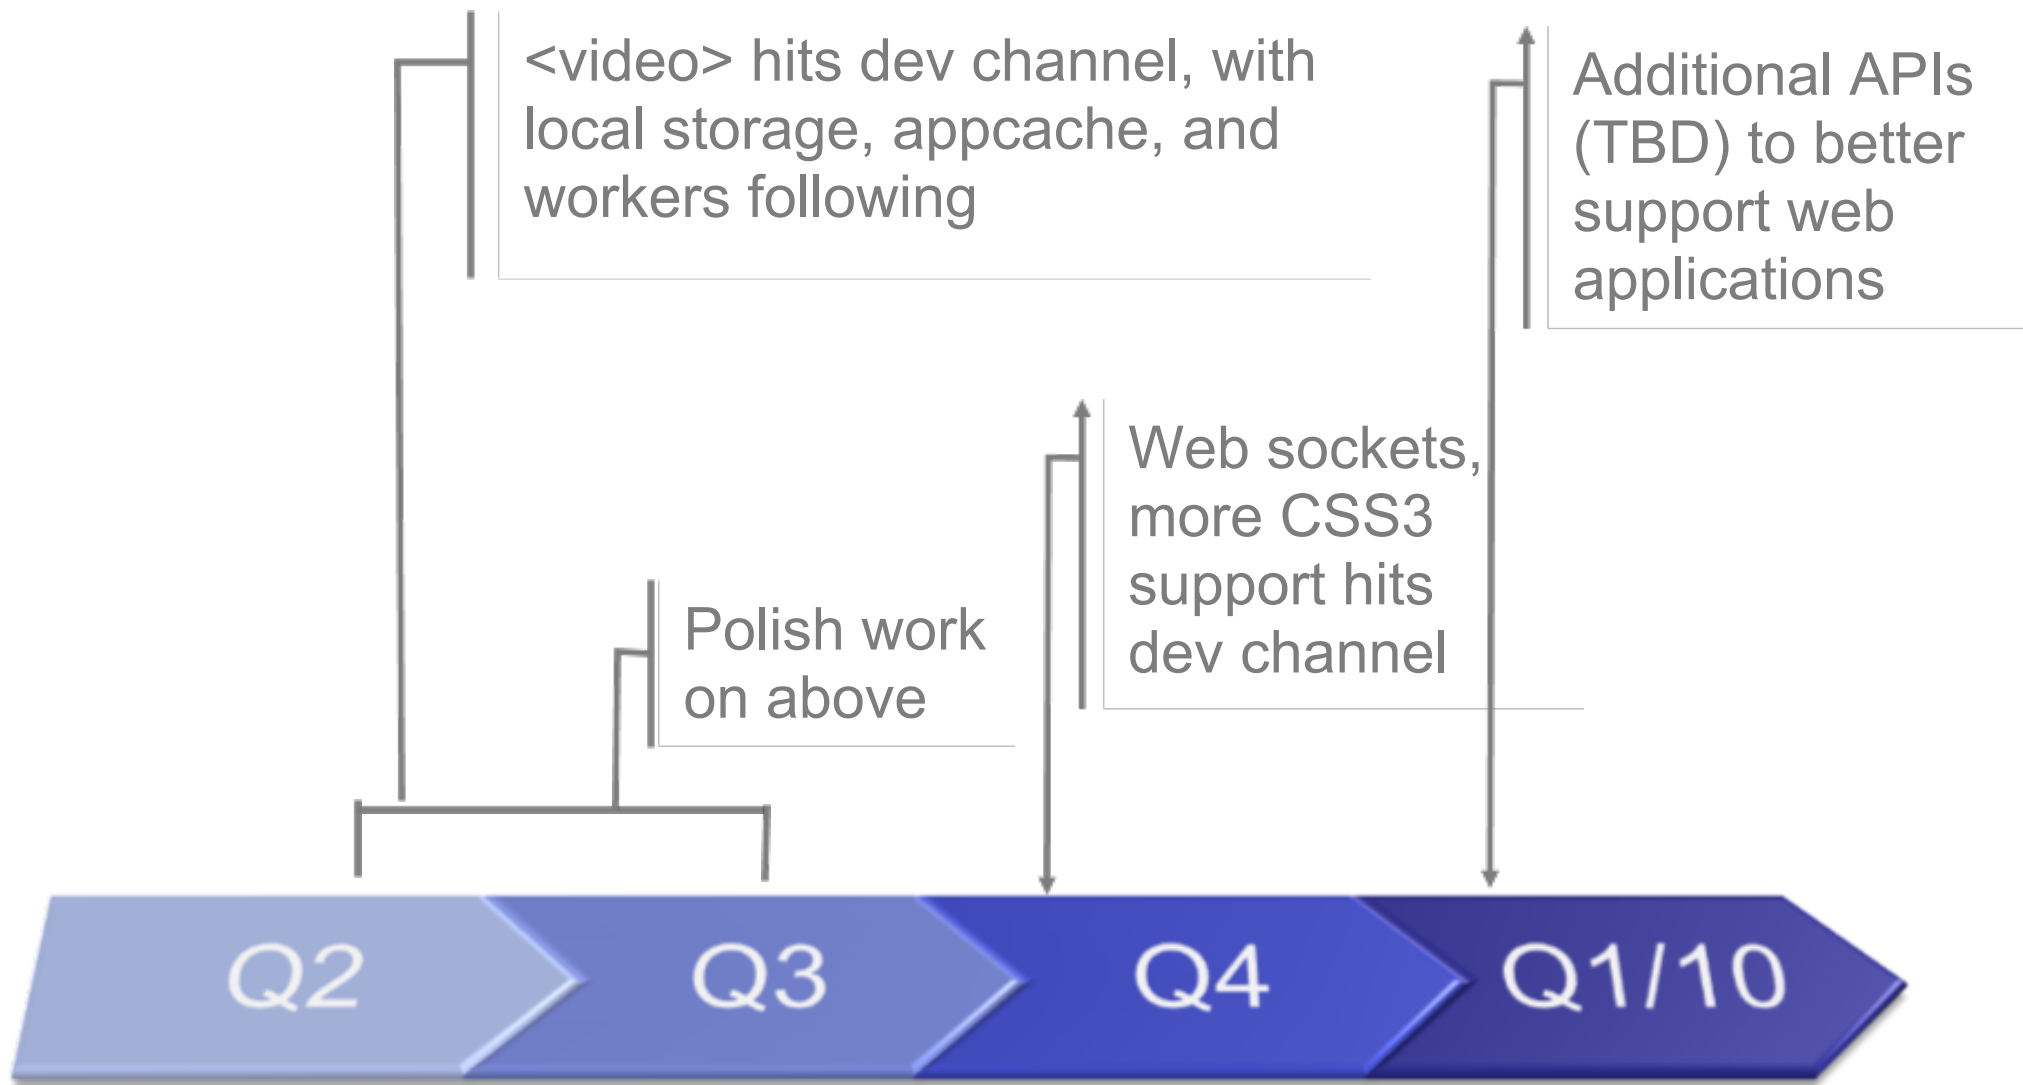 <video> hits dev channel, with
local storage, appcache, and
workers following
Additional APIs
(TBD) to better
support web
applications
Web sockets,
more CSS3
support hits
dev channel
Polish work
on above
Q2
Q3
Q4
Q1/10